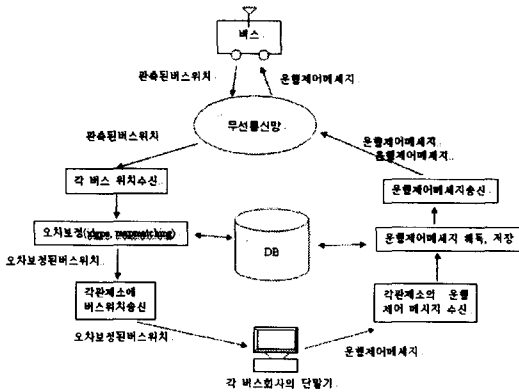 버스
관측된버스위치
운행제어메세지
무선통신망
관측된버스위치
운행제어메세지
운행제어메세지
각 버스 위치수신
운행제어메세지송신
오차보정(dgps, mapmatching)
DB
운행제어메세지 해독, 저장
오차보정된버스위치
각관제소에
버스위치송신
각관제소의 운행
제어 메시지 수신
오차보정된버스위치
운행제어메세지
각 버스회사의 단말기